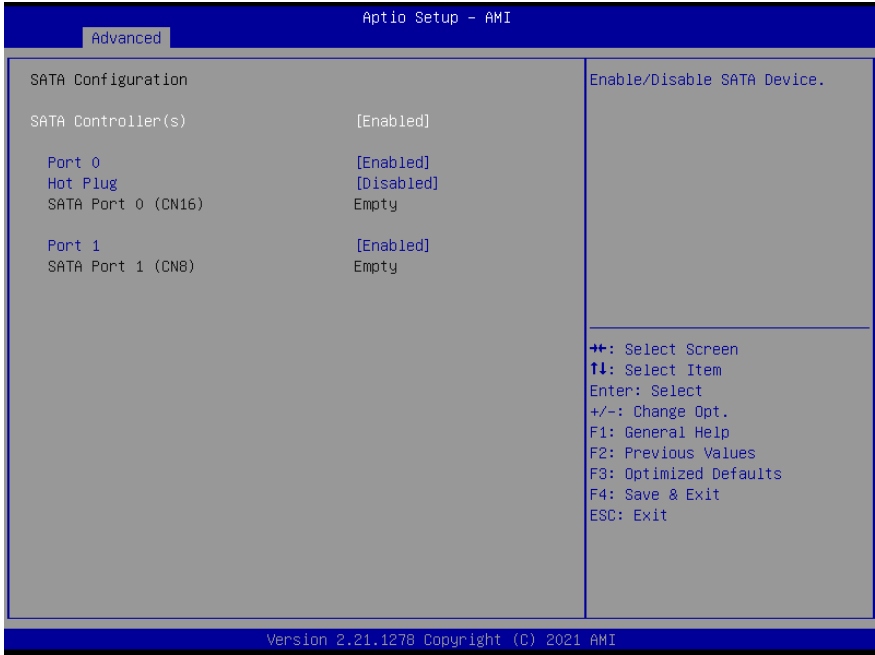 Aptio Setup – AMI
Advanced
SATA Configuration
SATA Controller(s) [Enabled]
Port 0 [Enabled]
Hot Plug [Disabled]
SATA Port 0 (CN16) Empty
Port 1 [Enabled]
SATA Port 1 (CN8) Empty
Enable/Disable SATA Device.
→←: Select Screen
↑↓: Select Item
Enter: Select
+/-: Change Opt.
F1: General Help
F2: Previous Values
F3: Optimized Defaults
F4: Save & Exit
ESC: Exit
Version 2.21.1278 Copyright (C) 2021 AMI